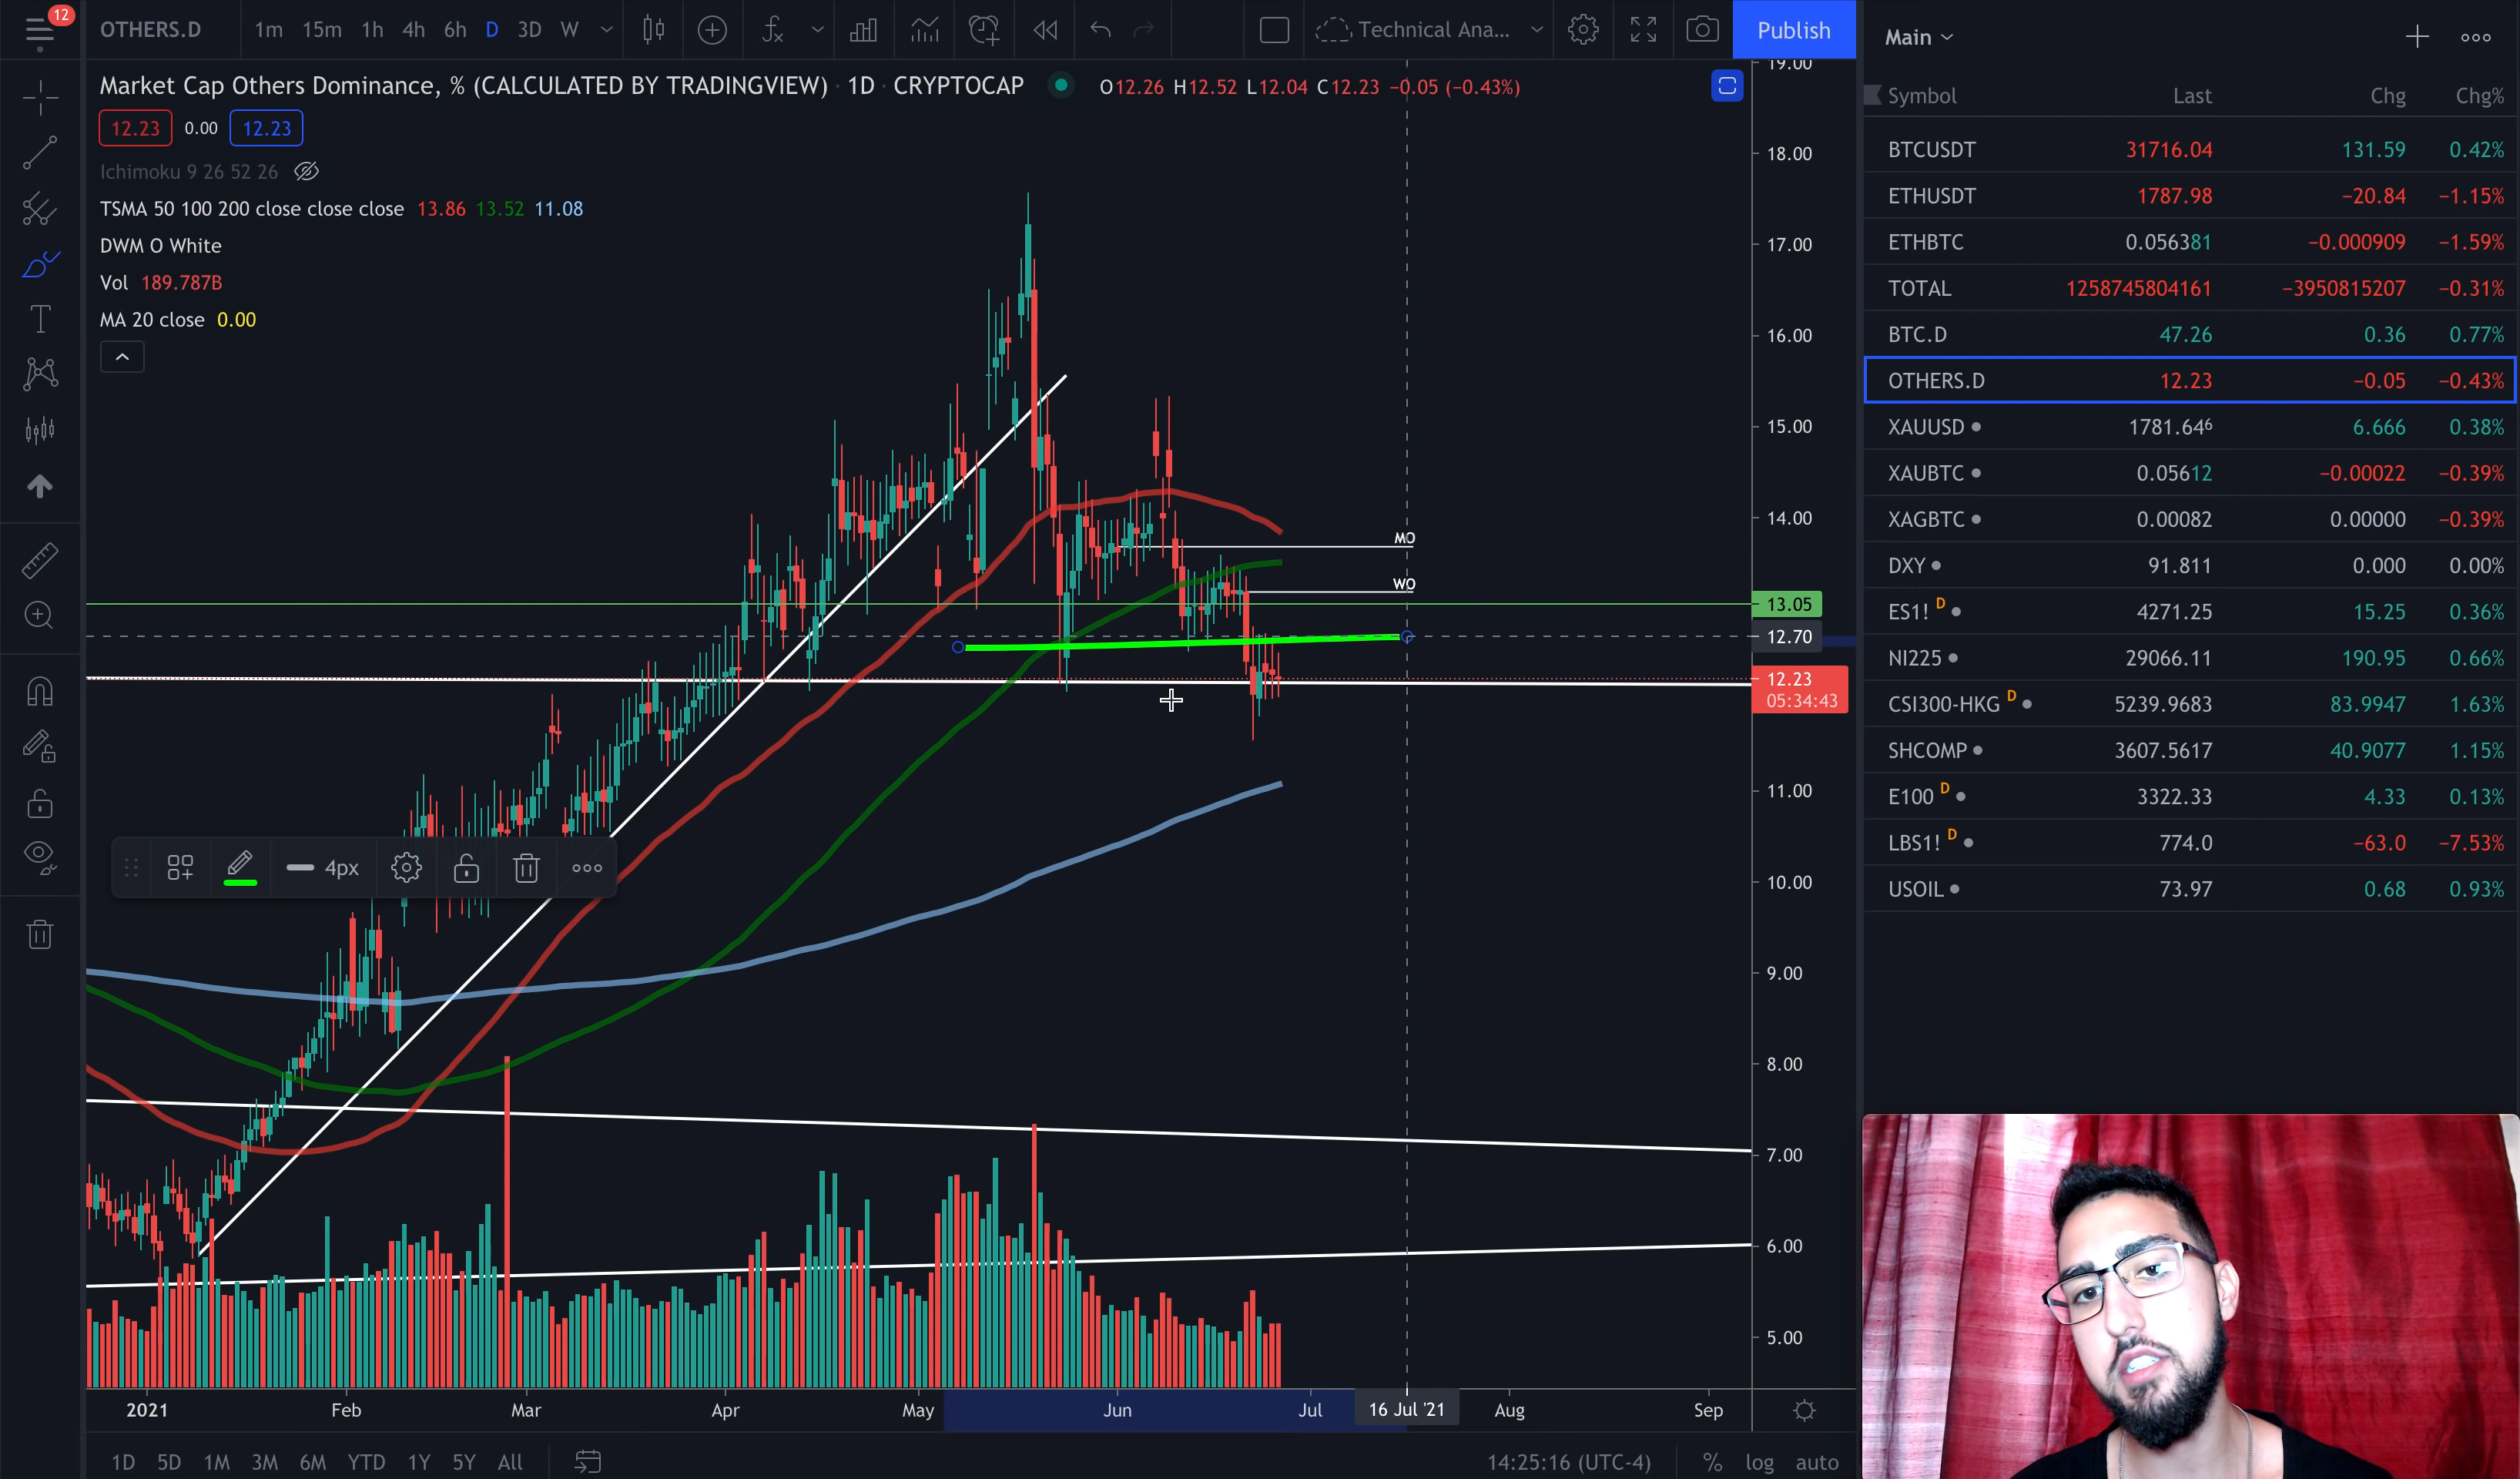 12
OTHERS.D 1m 15m 1h 4h 6h D 3D W Technical Ana... Publish
Market Cap Others Dominance, % (CALCULATED BY TRADINGVIEW) · 1D · CRYPTOCAP O12.26 H12.52 L12.04 C12.23 −0.05 (−0.43%)
12.23 0.00 12.23
Ichimoku 9 26 52 26
TSMA 50 100 200 close close close 13.86 13.52 11.08
DWM O White
Vol 189.787B
MA 20 close 0.00
MO
WO
4px
19.00
18.00
17.00
16.00
15.00
14.00
13.05
12.70
12.23
05:34:43
11.00
10.00
9.00
8.00
7.00
6.00
5.00
2021 Feb Mar Apr May Jun Jul 16 Jul '21 Aug Sep
1D 5D 1M 3M 6M YTD 1Y 5Y All 14:25:16 (UTC-4) % log auto
Main
Symbol Last Chg Chg%
BTCUSDT 31716.04 131.59 0.42%
ETHUSDT 1787.98 −20.84 −1.15%
ETHBTC 0.056381 −0.000909 −1.59%
TOTAL 1258745804161 −3950815207 −0.31%
BTC.D 47.26 0.36 0.77%
OTHERS.D 12.23 −0.05 −0.43%
XAUUSD 1781.646 6.666 0.38%
XAUBTC 0.05612 −0.00022 −0.39%
XAGBTC 0.00082 0.00000 −0.39%
DXY 91.811 0.000 0.00%
ES1! D 4271.25 15.25 0.36%
NI225 29066.11 190.95 0.66%
CSI300-HKG D 5239.9683 83.9947 1.63%
SHCOMP 3607.5617 40.9077 1.15%
E100 D 3322.33 4.33 0.13%
LBS1! D 774.0 −63.0 −7.53%
USOIL 73.97 0.68 0.93%